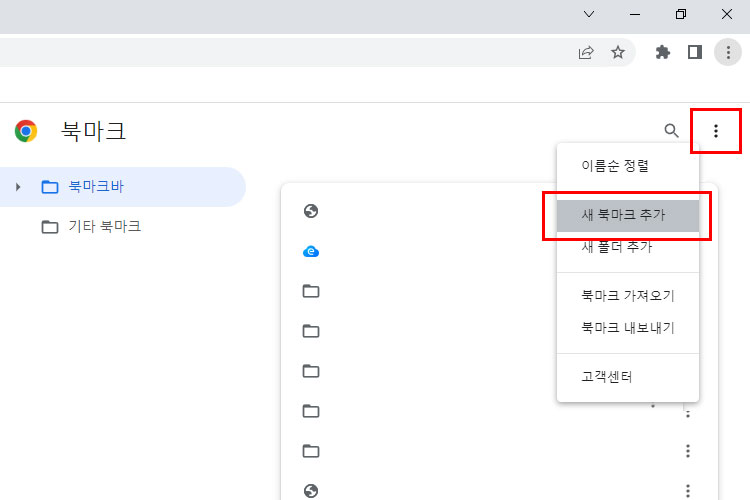 북마크
이름순 정렬
북마크바
새 북마크 추가
기타 북마크
새 폴더 추가
북마크 가져오기
북마크 내보내기
고객센터